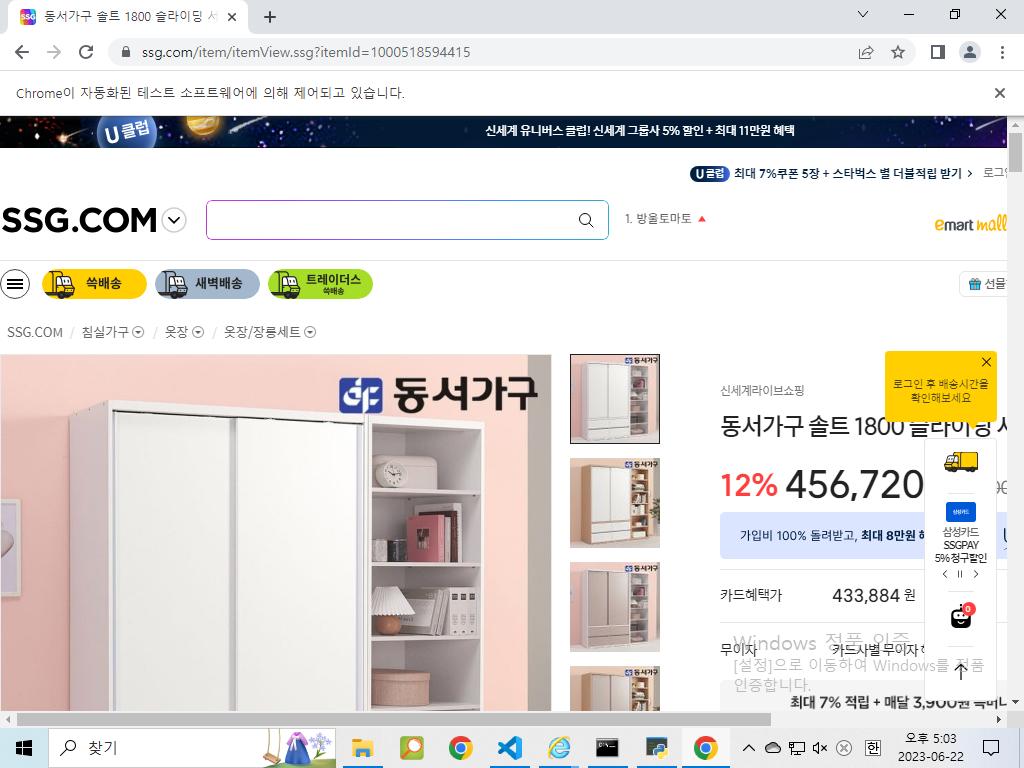 동서가구 솔트 1800 슬라이딩
ssg.com/item/itemView.ssg?itemId=1000518594415
Chrome이 자동화된 테스트 소프트웨어에 의해 제어되고 있습니다.
U 클럽
신세계 유니버스 클럽! 신세계 그룹사 5% 할인 + 최대 11만원 혜택
U 클럽 최대 7%쿠폰 5장 + 스타벅스 별 더블적립 받기 > 로그인
SSG.COM
1. 방울토마토
emart mall
쓱배송
새벽배송
트레이더스
쓱배송
선물
SSG.COM / 침실가구 / 옷장 / 옷장/장롱세트
동서가구
로그인 후 배송시간을
확인해보세요
신세계라이브쇼핑
동서가구 솔트 1800 슬라이딩
12% 456,720
삼성카드
가입비 100% 돌려받고, 최대 8만원
삼성카드
SSGPAY
5% 청구할인
카드혜택가 433,884 원
0
무이자 카드사별 무이자
Windows 정품 인증
[설정]으로 이동하여 Windows를 정품
인증합니다.
최대 7% 적립 + 매달 3,900원
찾기
오후 5:03
한
2023-06-22